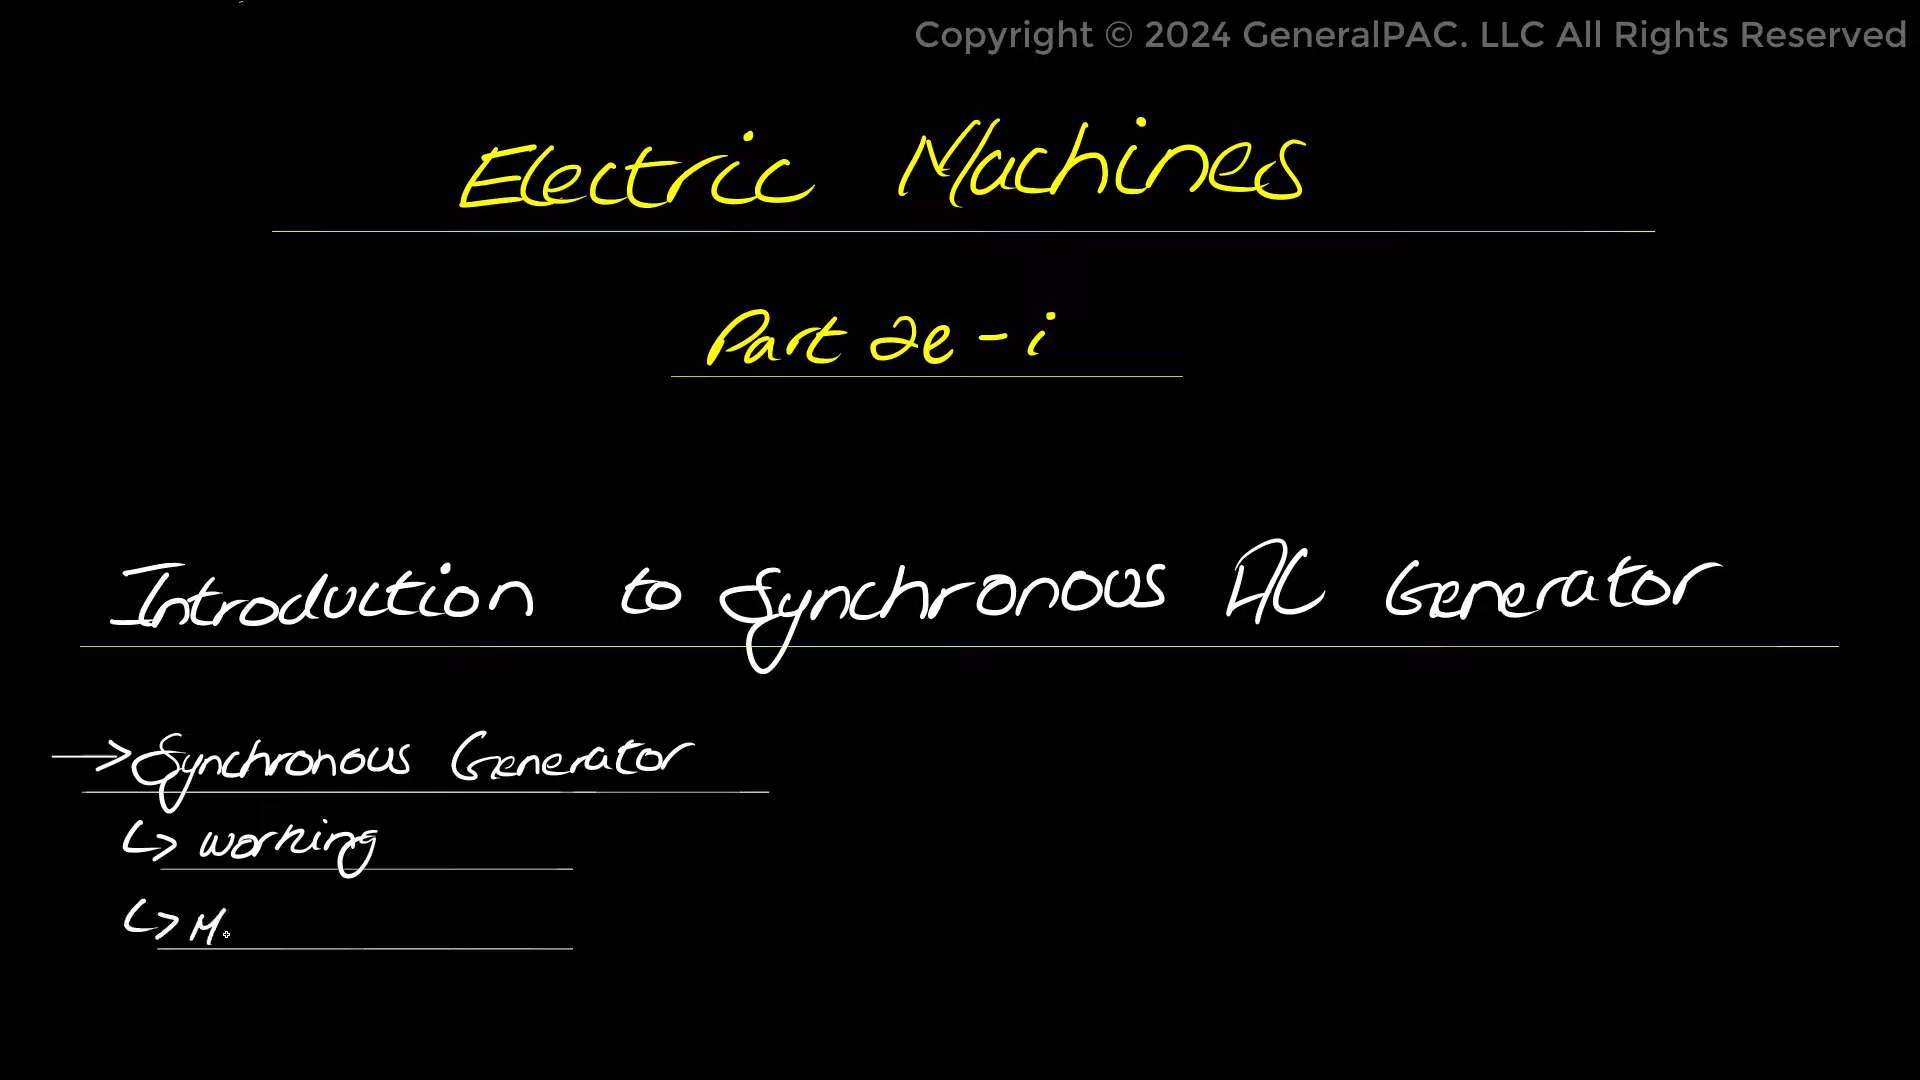 Copyright © 2024 GeneralPAC. LLC All Rights Reserved
Electric Machines
Part 2e - i
Introduction to Synchronous AC Generator
→ Synchronous Generator
↳ working
↳ M